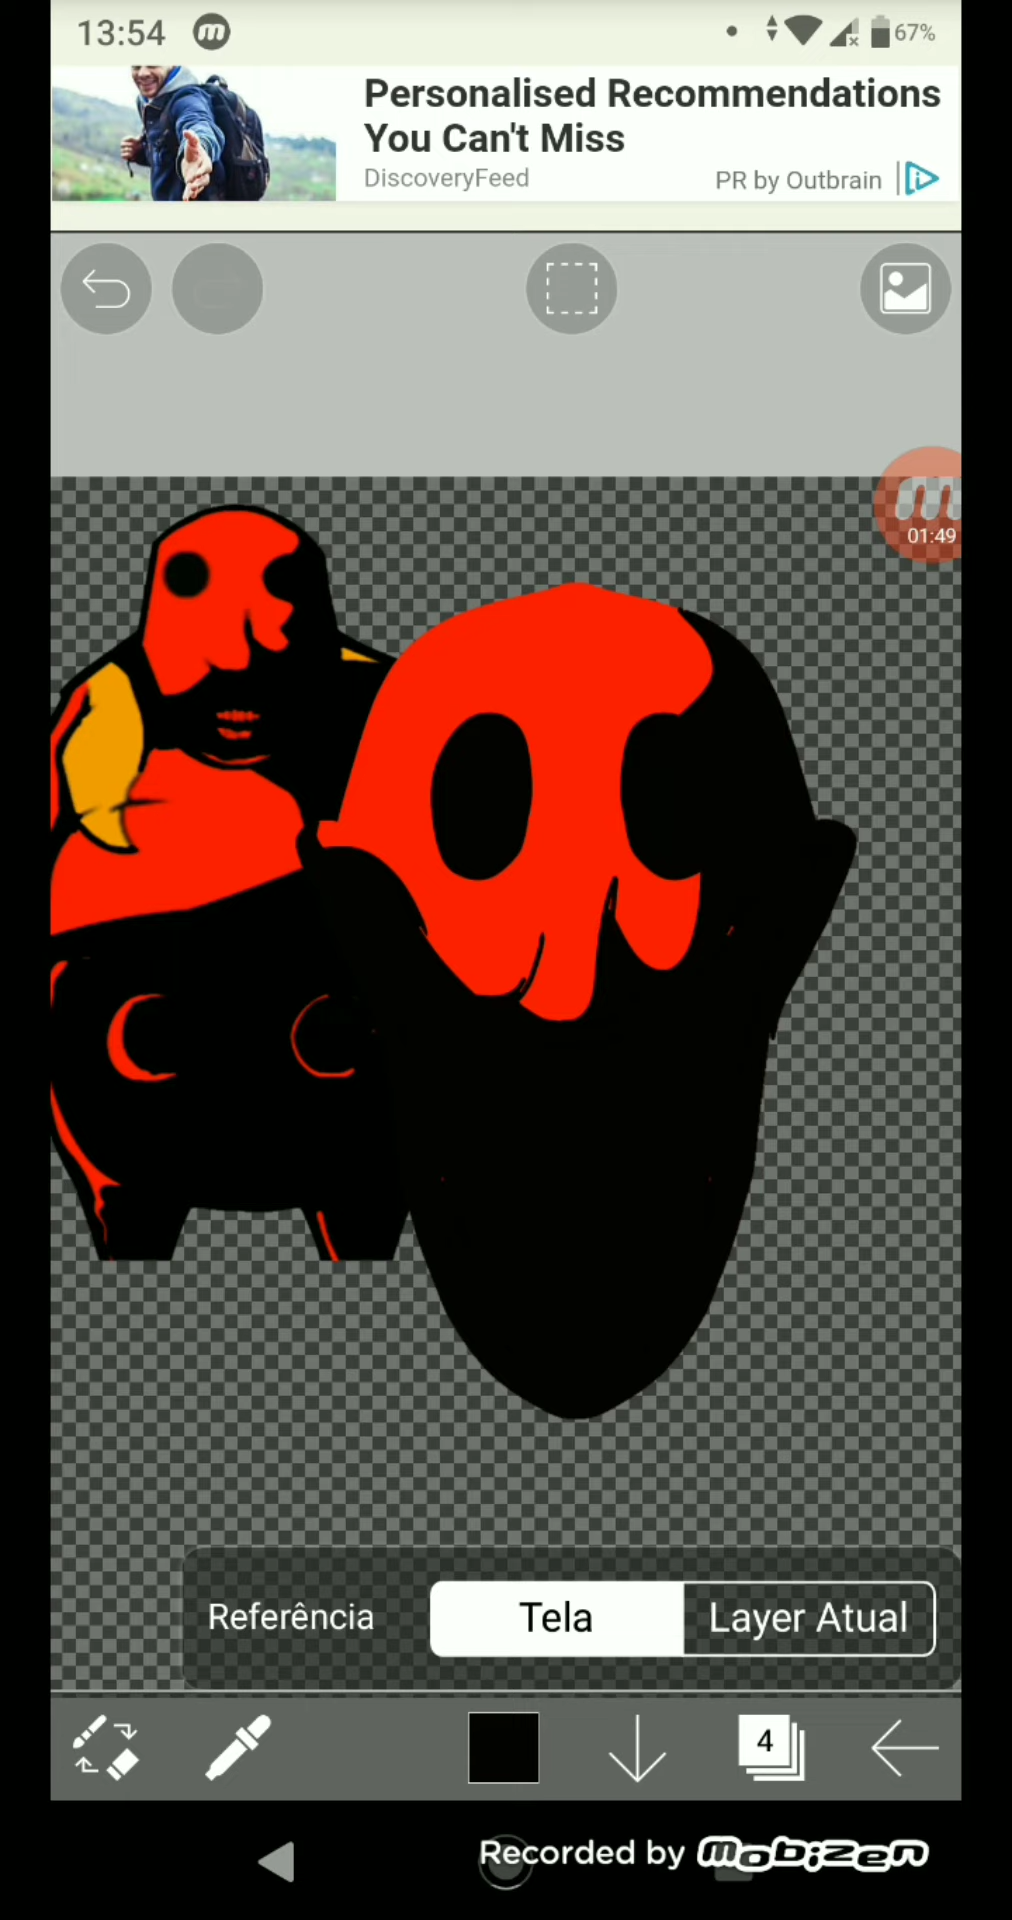 13:54
67%
Personalised Recommendations
You Can't Miss
DiscoveryFeed
PR by Outbrain
01:49
Referência
Tela
Layer Atual
4
Recorded by mobizen